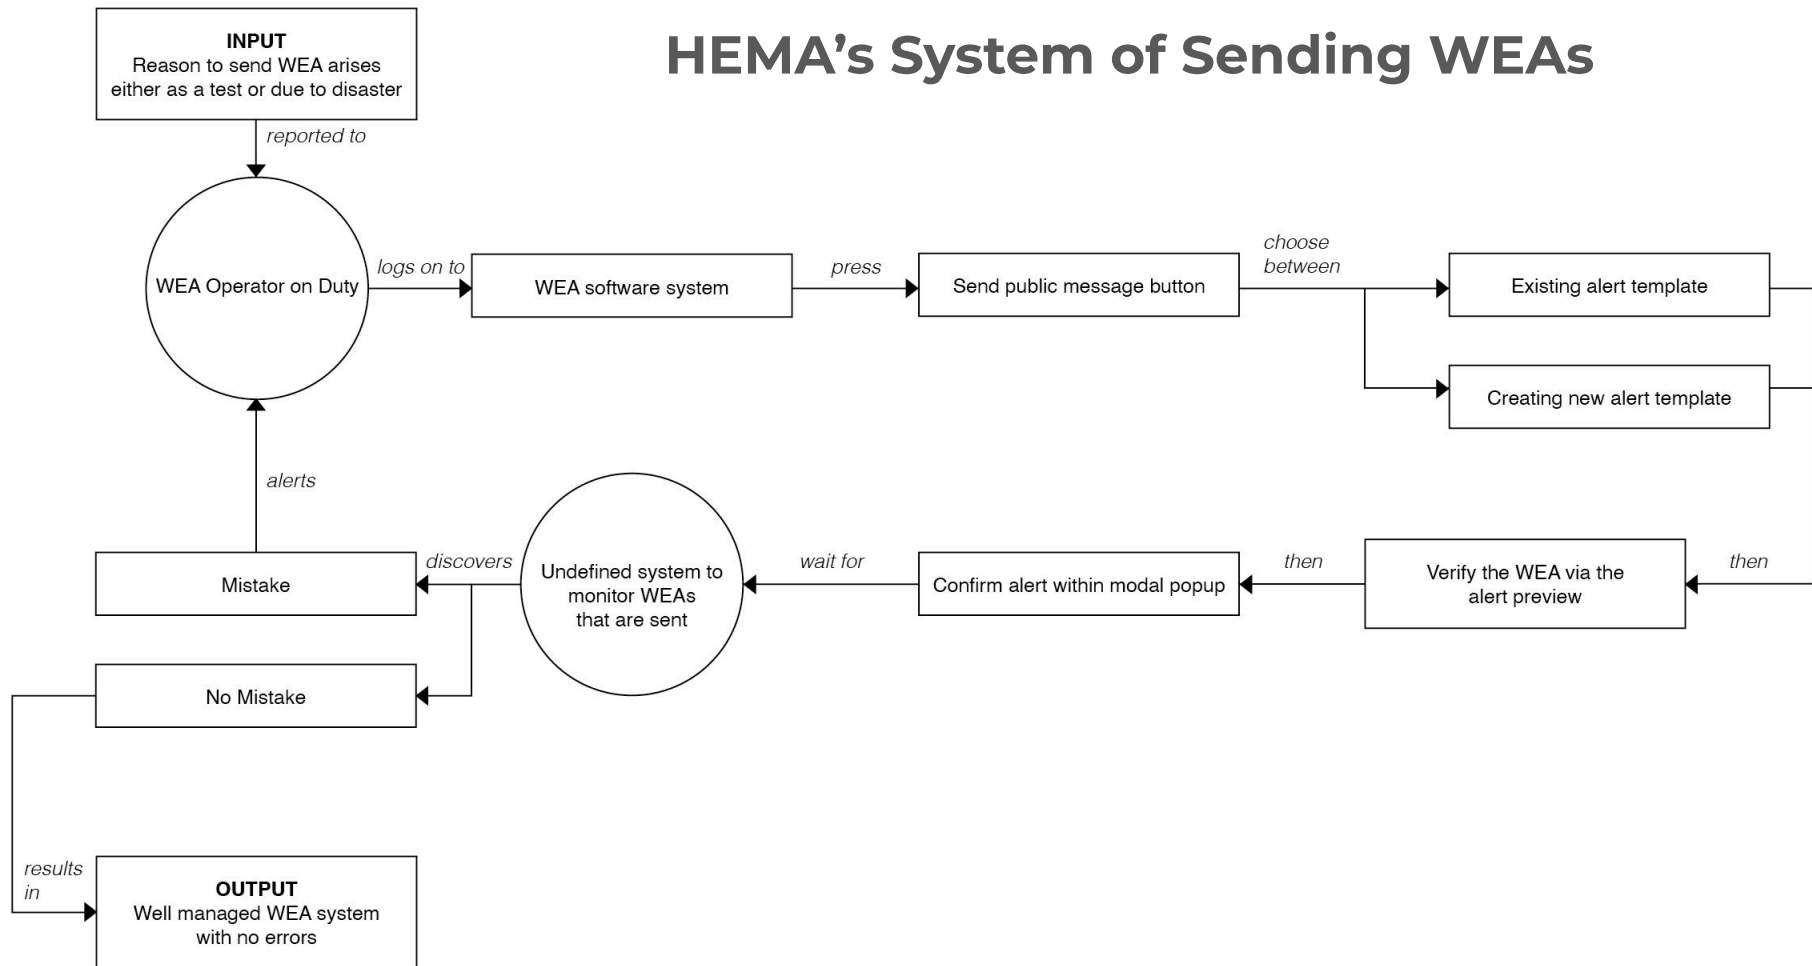 HEMA’s System of Sending WEAs
INPUT
Reason to send WEA arises
either as a test or due to disaster
reported to
WEA Operator on Duty
logs on to
WEA software system
press
Send public message button
choose
between
Existing alert template
Creating new alert template
then
Verify the WEA via the
alert preview
then
Confirm alert within modal popup
wait for
Undefined system to
monitor WEAs
that are sent
discovers
Mistake
alerts
No Mistake
results
in
OUTPUT
Well managed WEA system
with no errors